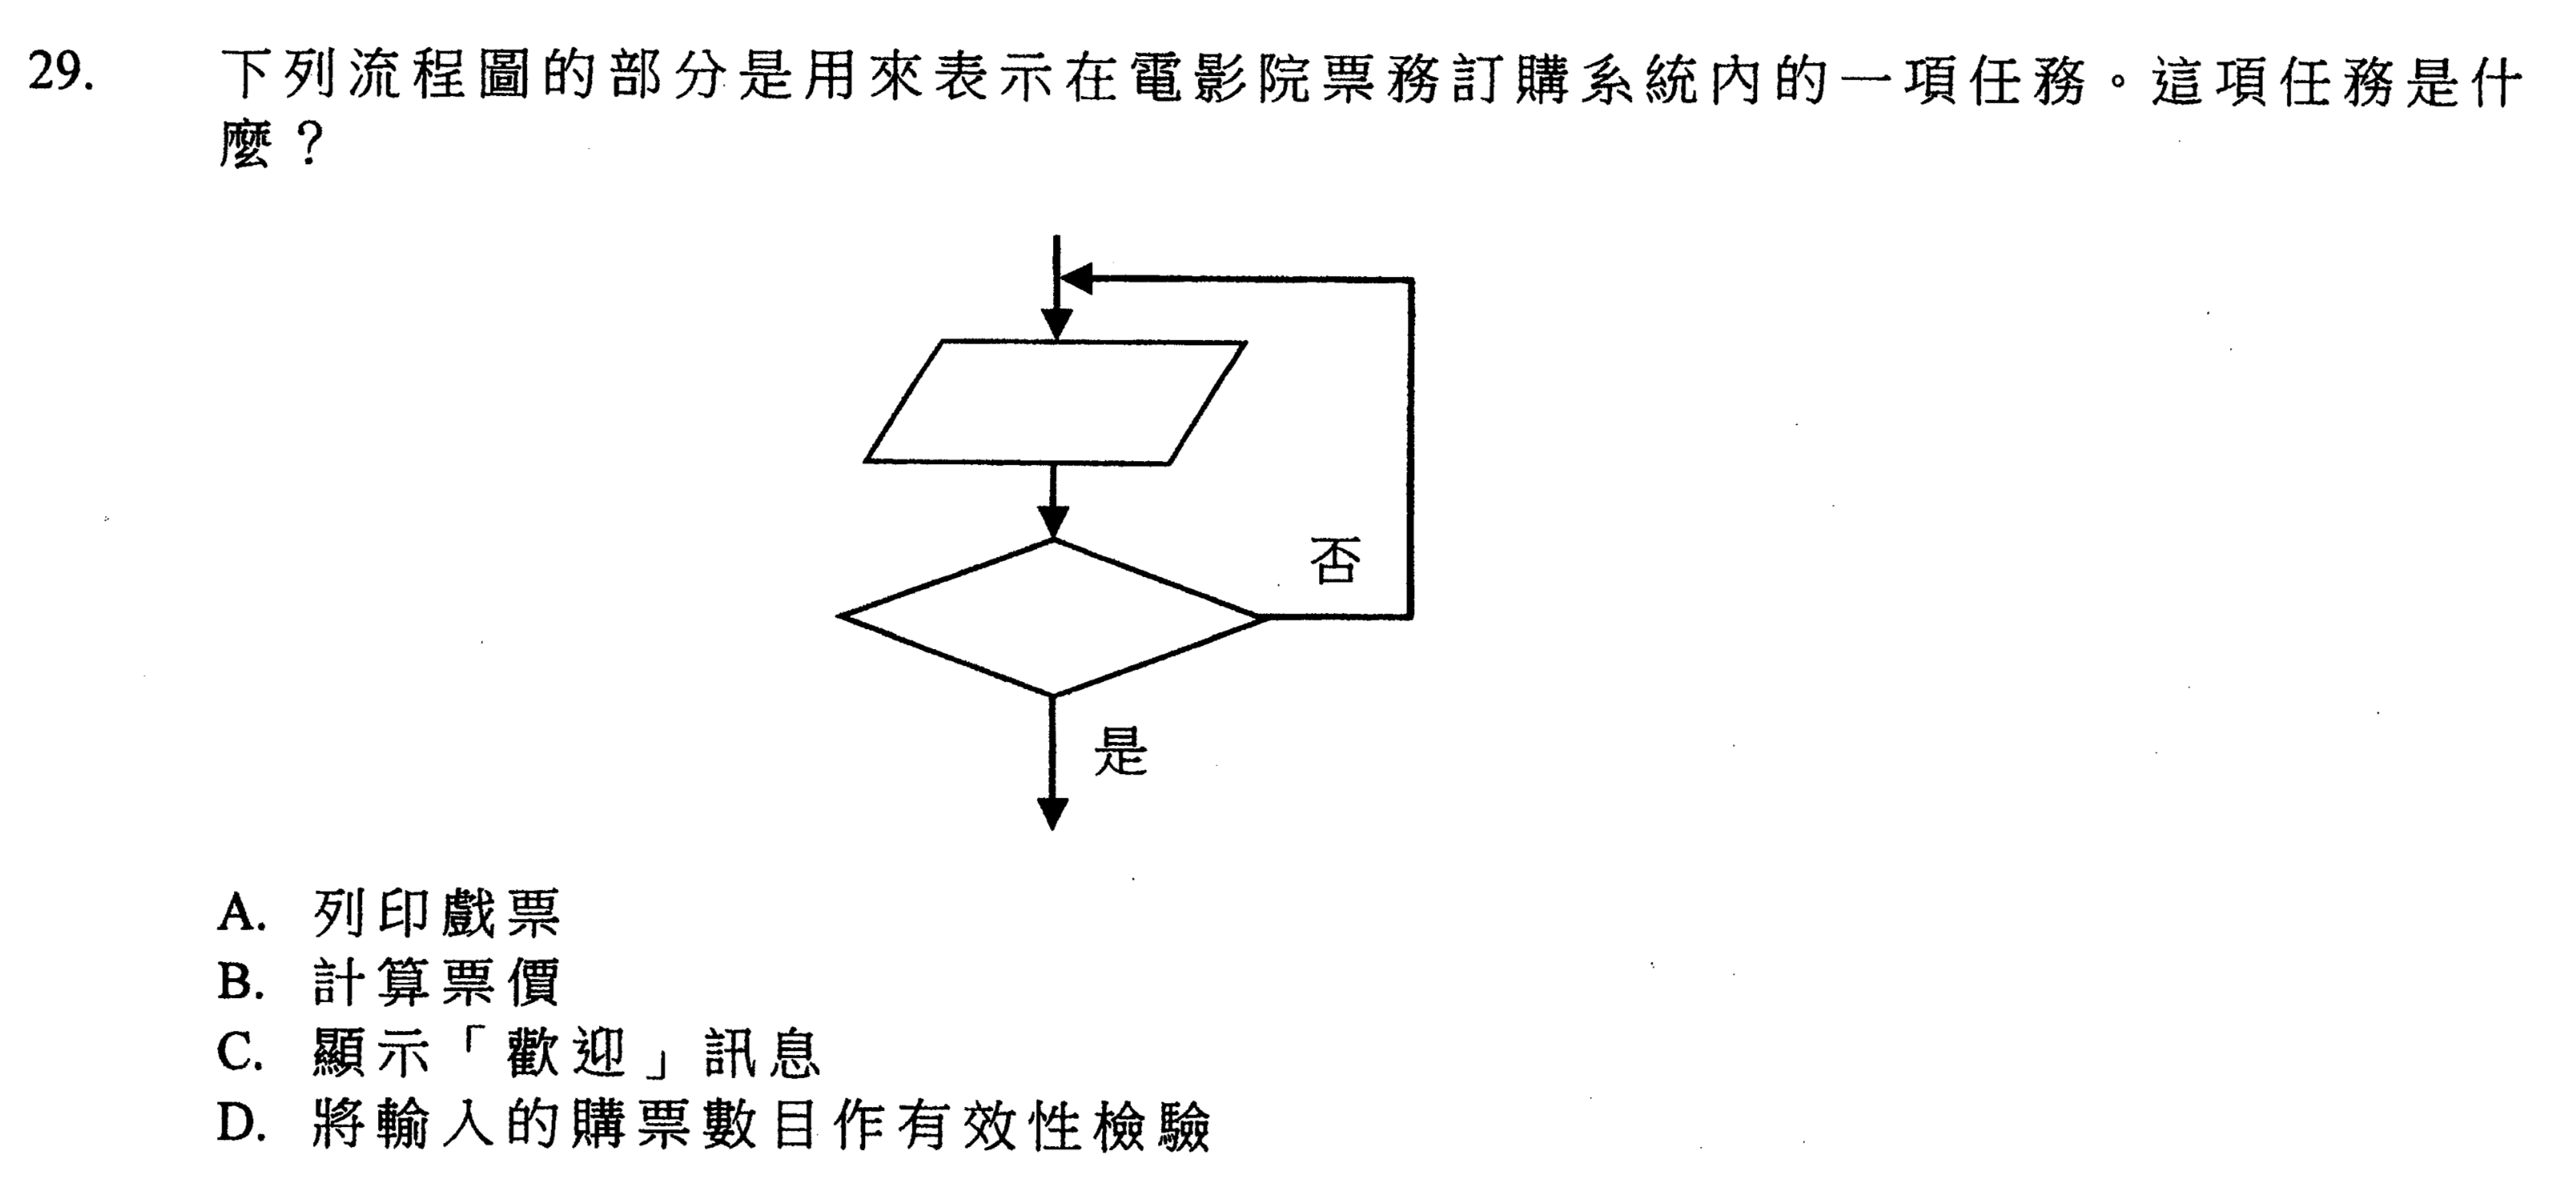 29. 下列流程圖的部分是用來表示在電影院票務訂購系統內的一項任務。這項任務是什
麼？
否
是
A. 列印戲票
B. 計算票價
C. 顯示「歡迎」訊息
D. 將輸入的購票數目作有效性檢驗